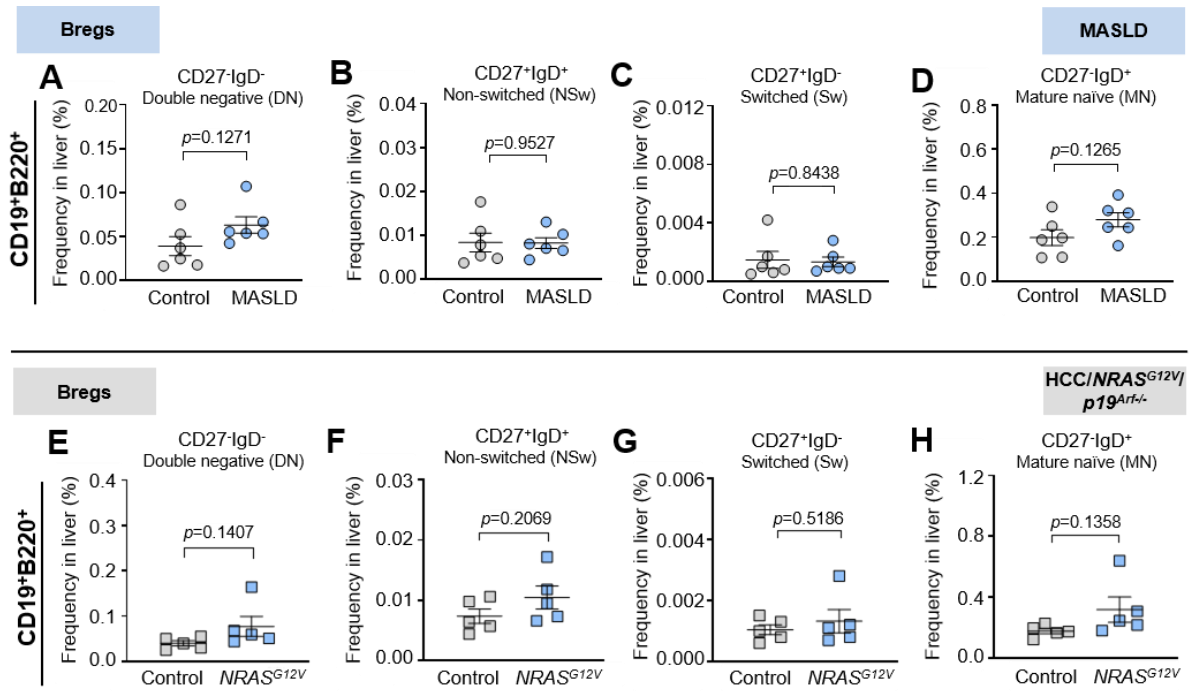 Bregs
MASLD
CD19⁺B220⁺
A
CD27⁻IgD⁻
Double negative (DN)
Frequency in liver (%)
0.20
0.15
0.10
0.05
0.00
p=0.1271
Control MASLD
B
CD27⁺IgD⁺
Non-switched (NSw)
Frequency in liver (%)
0.04
0.03
0.02
0.01
0.00
p=0.9527
Control MASLD
C
CD27⁺IgD⁻
Switched (Sw)
Frequency in liver (%)
0.012
0.008
0.004
0.000
p=0.8438
Control MASLD
D
CD27⁻IgD⁺
Mature naïve (MN)
Frequency in liver (%)
0.8
0.6
0.4
0.2
0.0
p=0.1265
Control MASLD
Bregs
HCC/NRASᴳ¹²ⱽ/
p19ᴬʳᶠ⁻/⁻
CD19⁺B220⁺
E
CD27⁻IgD⁻
Double negative (DN)
Frequency in liver (%)
0.4
0.3
0.2
0.1
0.0
p=0.1407
Control NRASᴳ¹²ⱽ
F
CD27⁺IgD⁺
Non-switched (NSw)
Frequency in liver (%)
0.03
0.02
0.01
0.00
p=0.2069
Control NRASᴳ¹²ⱽ
G
CD27⁺IgD⁻
Switched (Sw)
Frequency in liver (%)
0.006
0.004
0.002
0.000
p=0.5186
Control NRASᴳ¹²ⱽ
H
CD27⁻IgD⁺
Mature naïve (MN)
Frequency in liver (%)
1.2
0.8
0.4
0.0
p=0.1358
Control NRASᴳ¹²ⱽ